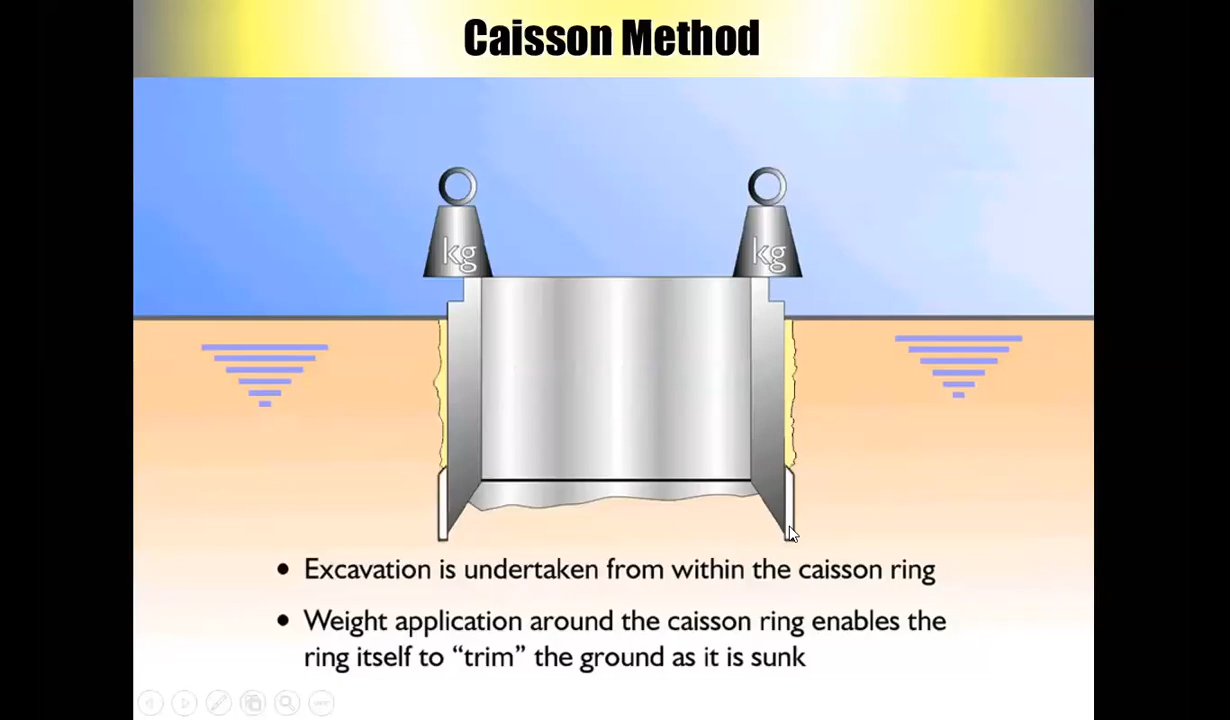 Caisson Method
kg kg
• Excavation is undertaken from within the caisson ring
• Weight application around the caisson ring enables the
ring itself to “trim” the ground as it is sunk